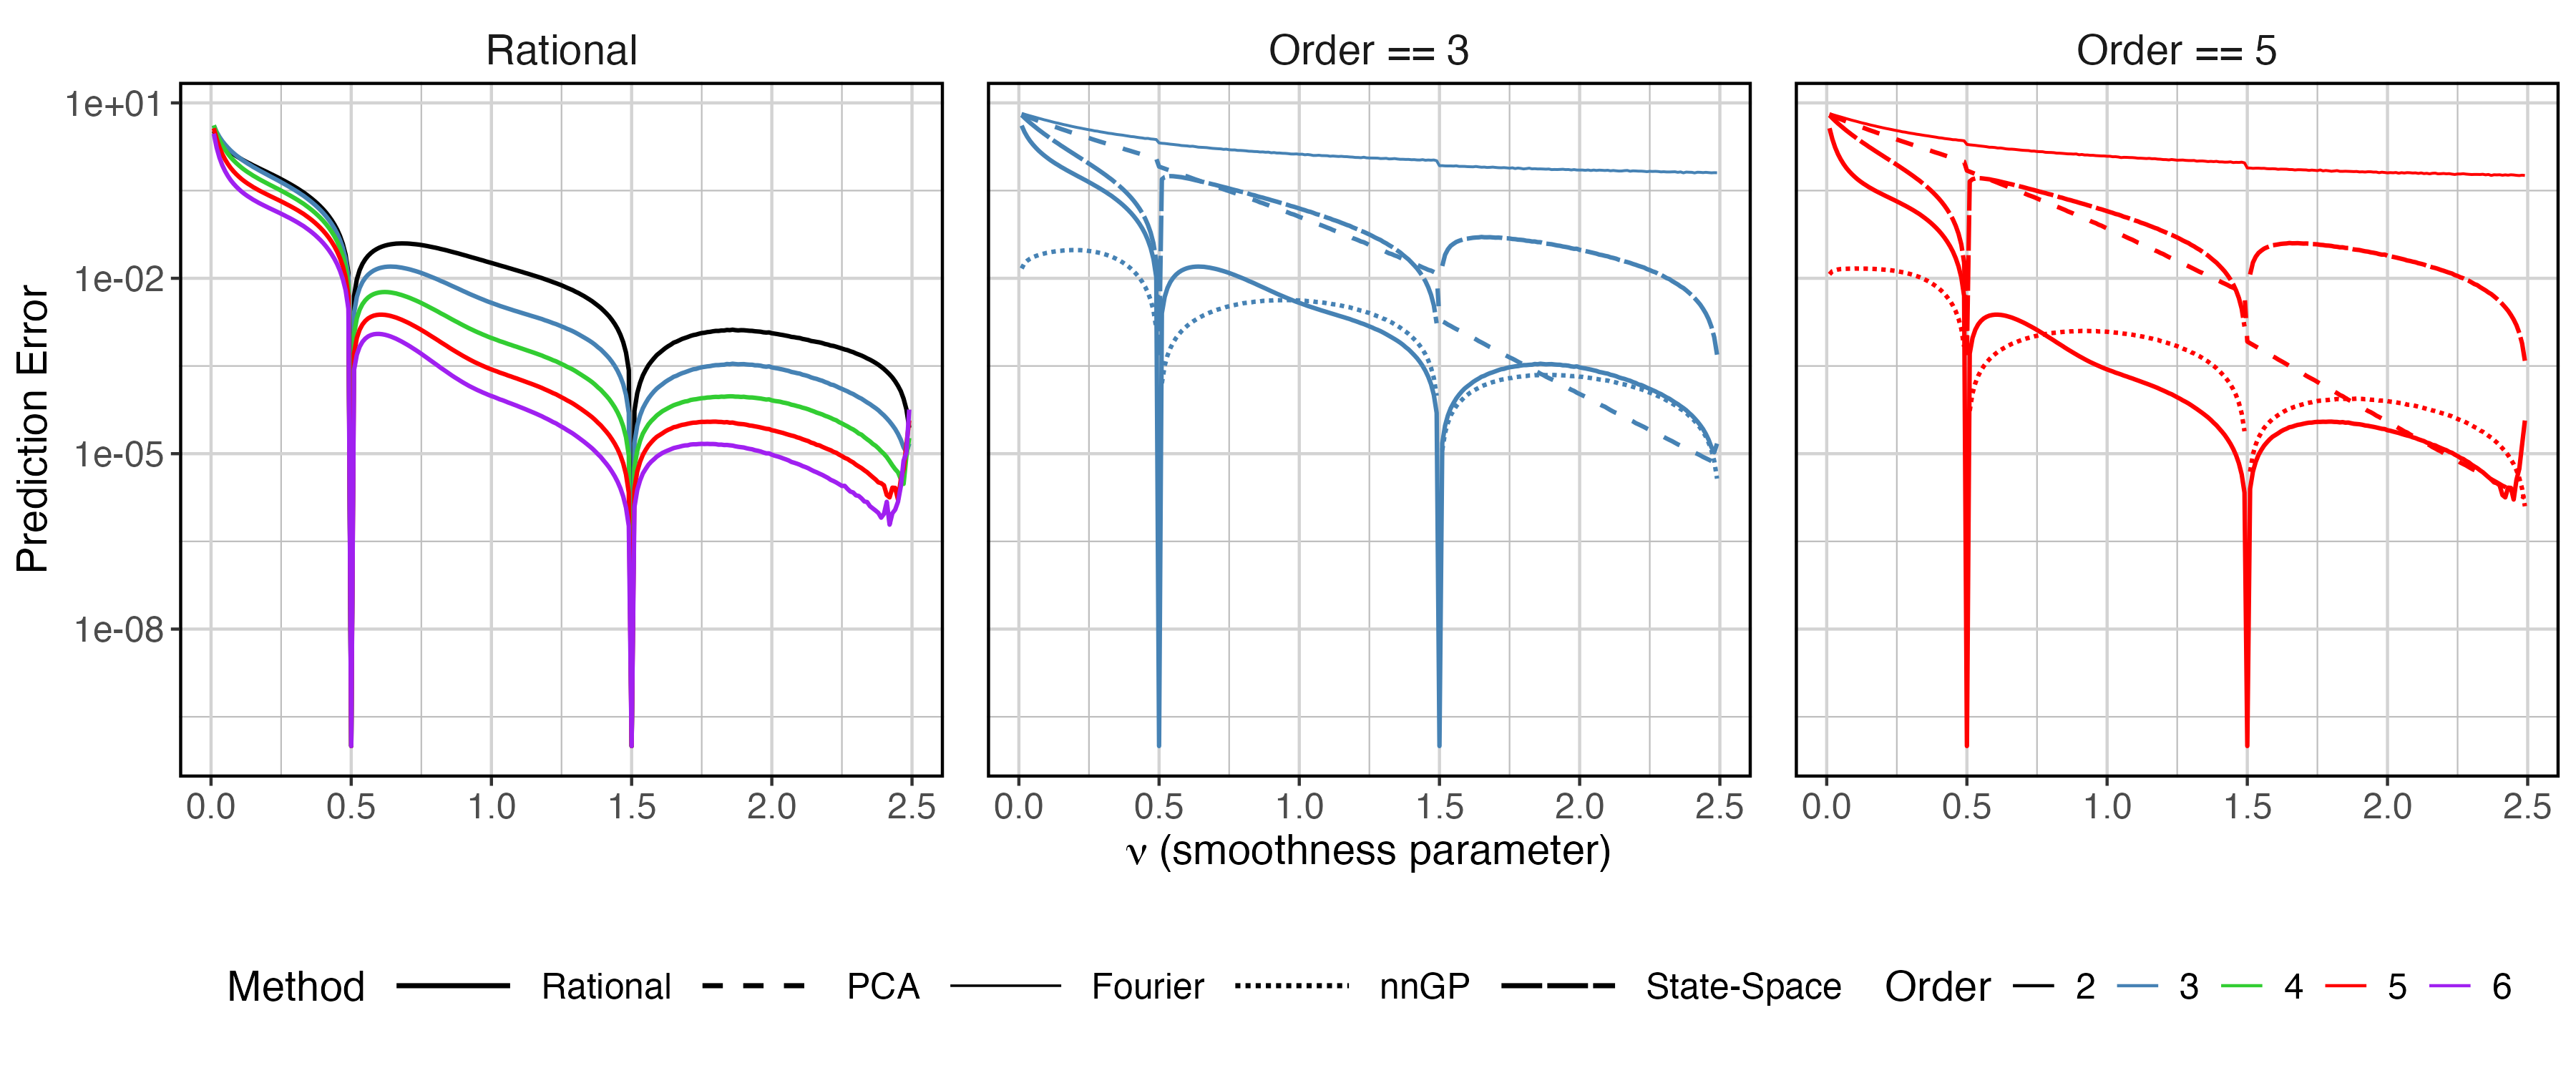 Rational Order == 3 Order == 5
Prediction Error
1e+01
1e-02
1e-05
1e-08
0.0 0.5 1.0 1.5 2.0 2.5 0.0 0.5 1.0 1.5 2.0 2.5 0.0 0.5 1.0 1.5 2.0 2.5
ν (smoothness parameter)
Method Rational PCA Fourier nnGP State-Space Order 2 3 4 5 6